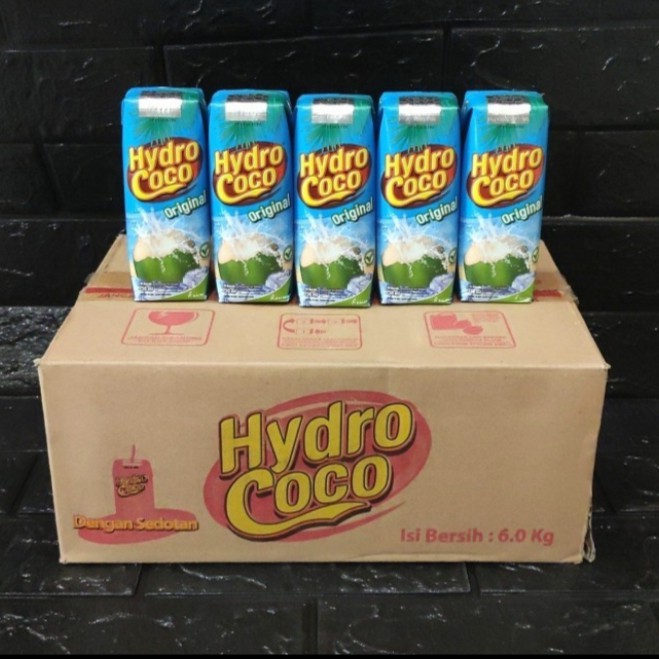 Hydro
Coco
Original
Hydro
Coco
Original
Hydro
Coco
Original
Hydro
Coco
Original
Hydro
Coco
Original
Hydro
Coco
Dengan Sedotan
Isi Bersih : 6.0 Kg